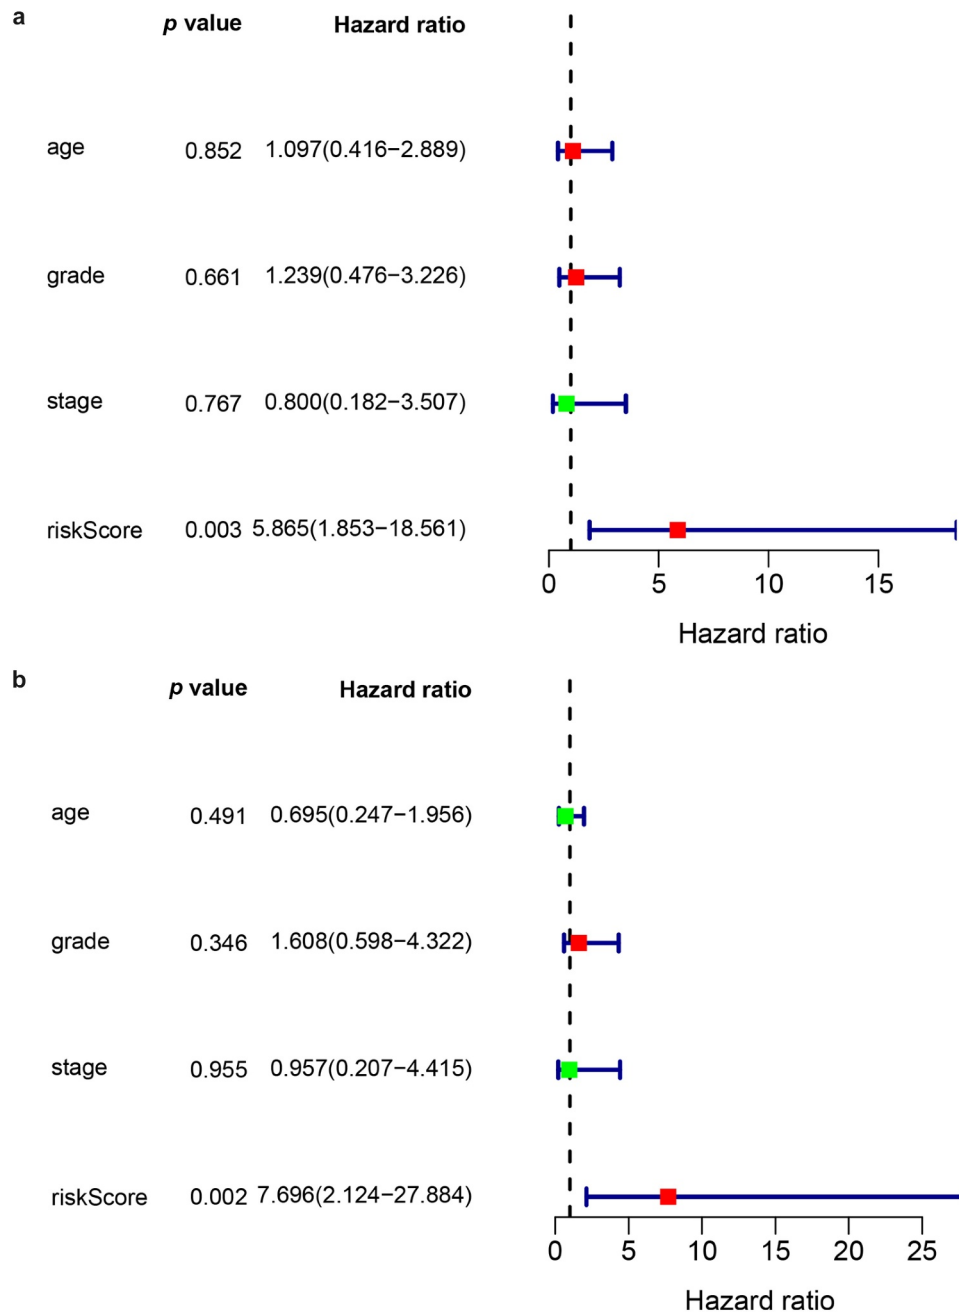 a
p value Hazard ratio
age 0.852 1.097(0.416−2.889)
grade 0.661 1.239(0.476−3.226)
stage 0.767 0.800(0.182−3.507)
riskScore 0.003 5.865(1.853−18.561)
0 5 10 15
Hazard ratio
b
p value Hazard ratio
age 0.491 0.695(0.247−1.956)
grade 0.346 1.608(0.598−4.322)
stage 0.955 0.957(0.207−4.415)
riskScore 0.002 7.696(2.124−27.884)
0 5 10 15 20 25
Hazard ratio